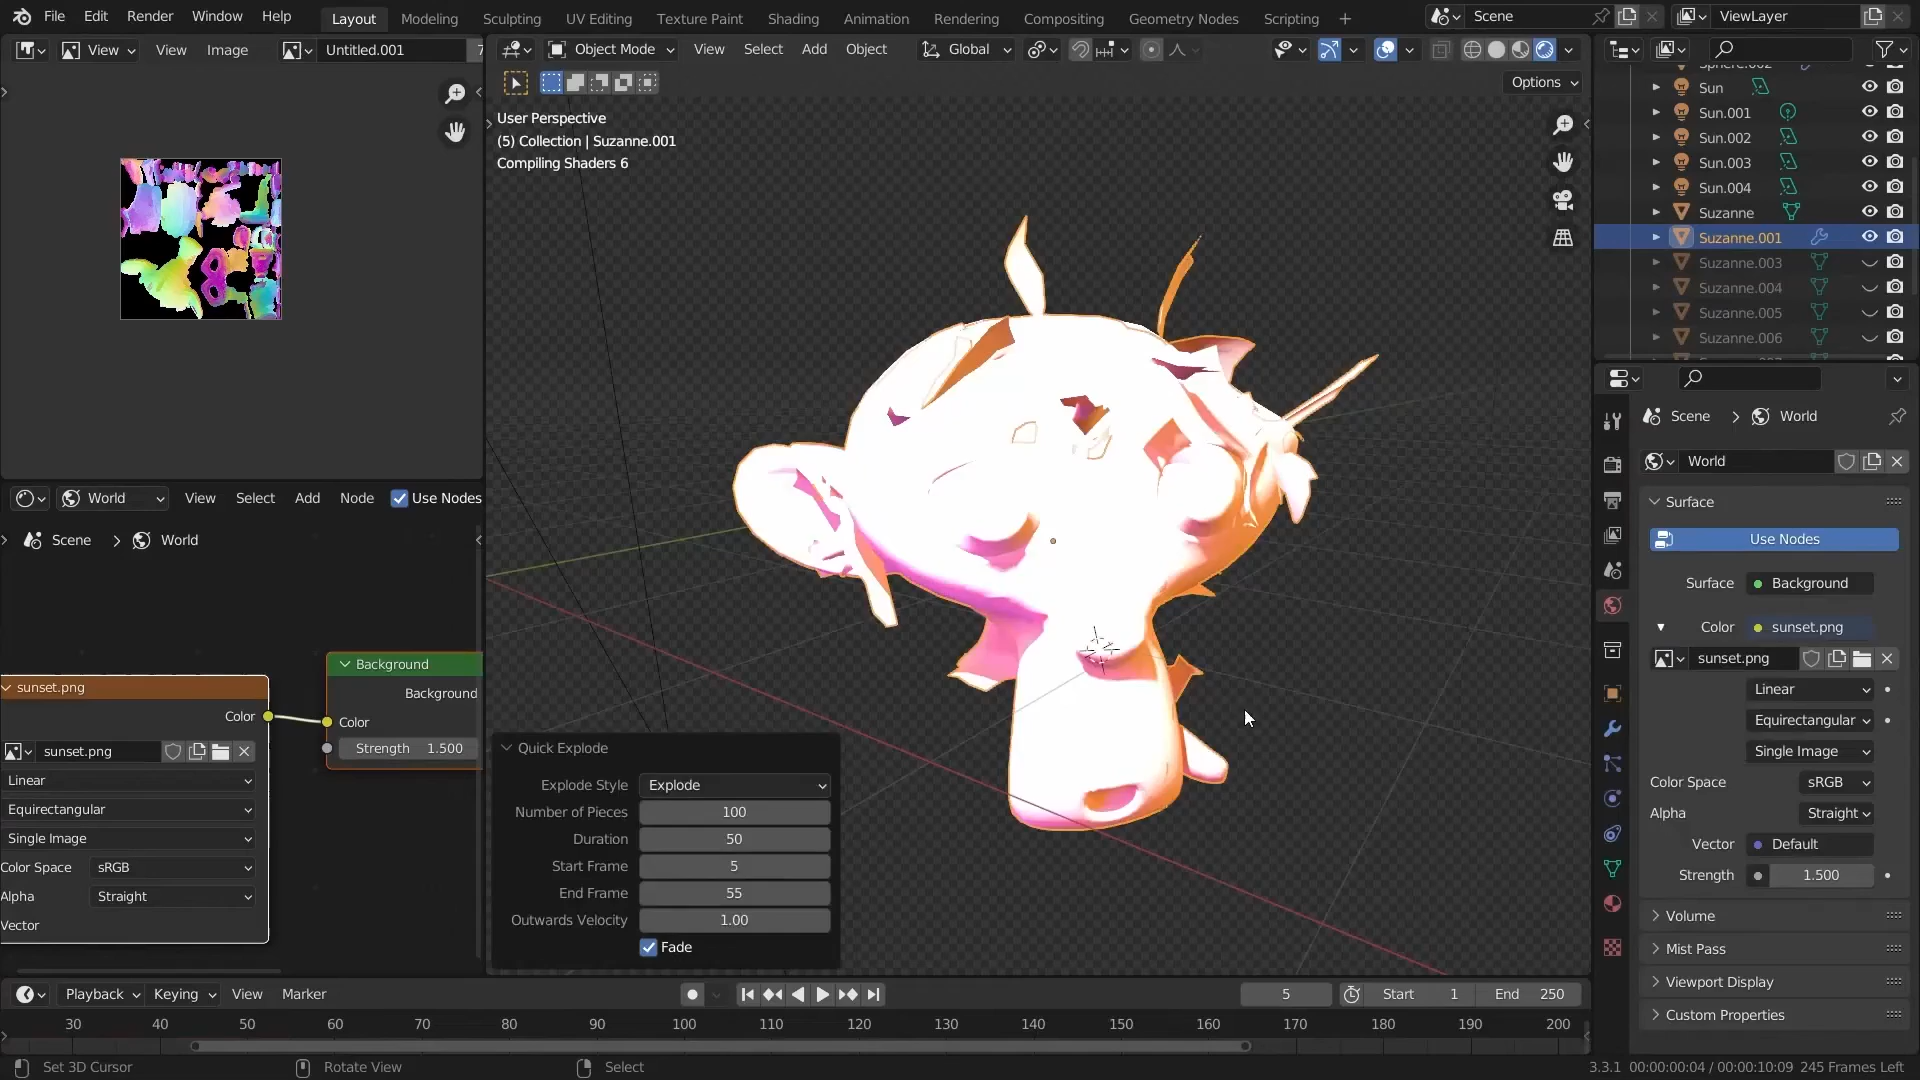 File Edit Render Window Help Layout Modeling Sculpting UV Editing Texture Paint Shading Animation Rendering Compositing Geometry Nodes Scripting + Scene ViewLayer
View View Image Untitled.001 7
Object Mode View Select Add Object Global
Options
User Perspective
(5) Collection | Suzanne.001
Compiling Shaders 6
Sphere.002
Sun
Sun.001
Sun.002
Sun.003
Sun.004
Suzanne
Suzanne.001
Suzanne.003
Suzanne.004
Suzanne.005
Suzanne.006
World View Select Add Node Use Nodes
Scene > World
sunset.png
Color
sunset.png
Linear
Equirectangular
Single Image
Color Space sRGB
Alpha Straight
Vector
Background
Background
Color
Strength 1.500
Quick Explode
Explode Style Explode
Number of Pieces 100
Duration 50
Start Frame 5
End Frame 55
Outwards Velocity 1.00
Fade
Scene > World
World
Surface
Use Nodes
Surface Background
Color sunset.png
sunset.png
Linear
Equirectangular
Single Image
Color Space sRGB
Alpha Straight
Vector Default
Strength 1.500
Volume
Mist Pass
Viewport Display
Custom Properties
Playback Keying View Marker 5 Start 1 End 250
30 40 50 60 70 80 90 100 110 120 130 140 150 160 170 180 190 200
Set 3D Cursor Rotate View Select 3.3.1 00:00:00:04 / 00:00:10:09 245 Frames Left